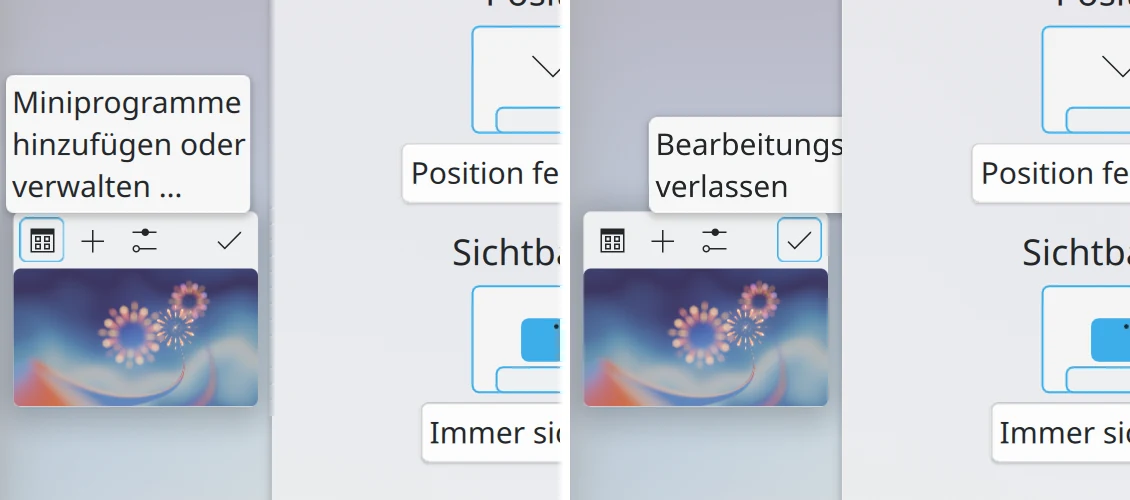 Miniprogramme
hinzufügen oder
verwalten ...
Position fe
Sichtba
Immer sic
Bearbeitungs
verlassen
Position fe
Sichtba
Immer sic